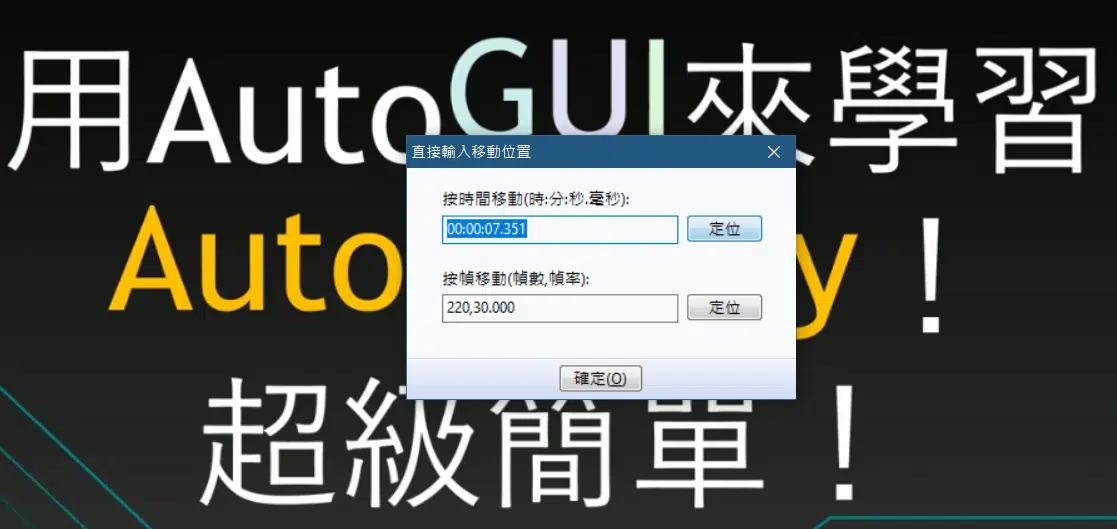 用AutoGUI來學習
直接輸入移動位置
按時間移動(時:分:秒.毫秒):
00:00:07.351
定位
按幀移動(幀數,幀率):
220,30.000
定位
確定(O)
Auto y！
超級簡單！